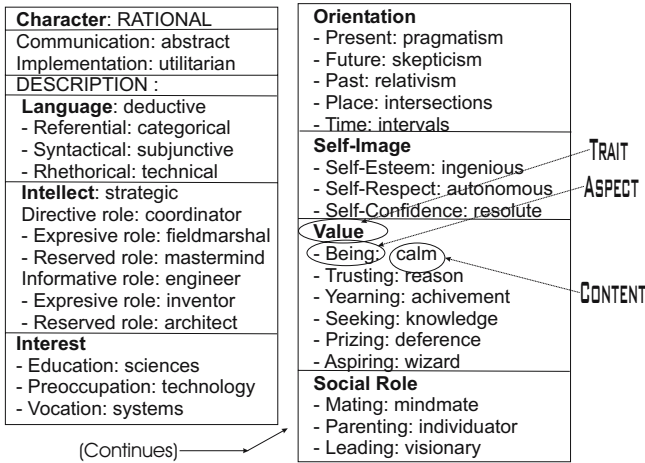 Character: RATIONAL
Communication: abstract
Implementation: utilitarian
DESCRIPTION :
Language: deductive
- Referential: categorical
- Syntactical: subjunctive
- Rhethorical: technical
Intellect: strategic
Directive role: coordinator
- Expresive role: fieldmarshal
- Reserved role: mastermind
Informative role: engineer
- Expresive role: inventor
- Reserved role: architect
Interest
- Education: sciences
- Preoccupation: technology
- Vocation: systems
(Continues)
Orientation
- Present: pragmatism
- Future: skepticism
- Past: relativism
- Place: intersections
- Time: intervals
Self-Image
- Self-Esteem: ingenious
- Self-Respect: autonomous
- Self-Confidence: resolute
Value
- Being: calm
- Trusting: reason
- Yearning: achivement
- Seeking: knowledge
- Prizing: deference
- Aspiring: wizard
Social Role
- Mating: mindmate
- Parenting: individuator
- Leading: visionary
TRAIT
ASPECT
CONTENT